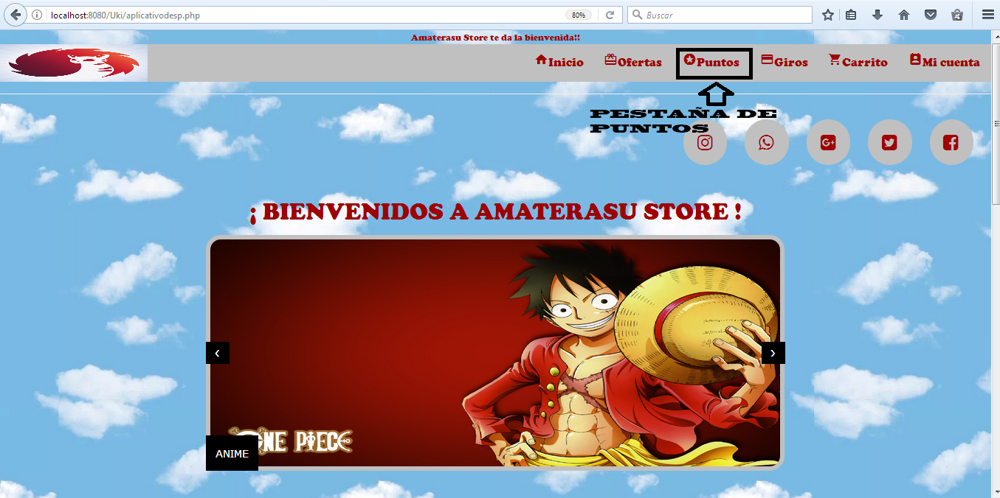 localhost:8080/Uki/aplicativodesp.php
80%
Buscar
Amaterasu Store te da la bienvenida!!
Inicio
Ofertas
Puntos
Giros
Carrito
Mi cuenta
PESTAÑA DE
PUNTOS
G+
¡ BIENVENIDOS A AMATERASU STORE !
‹
›
ONE PIECE
ANIME